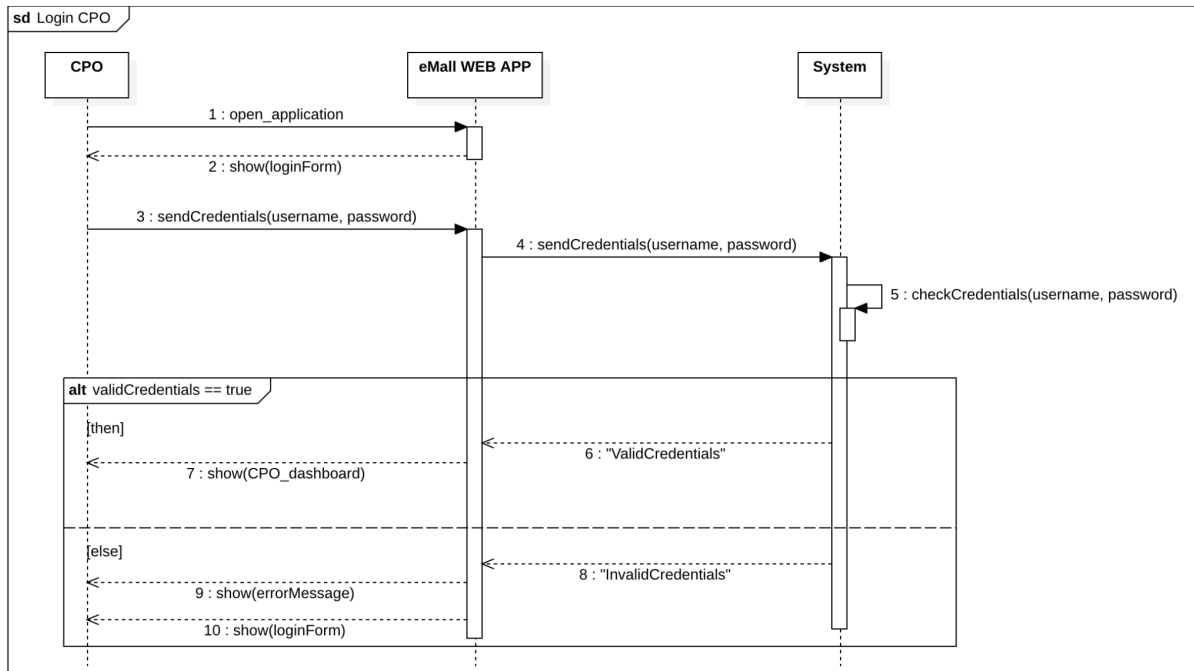 sd Login CPO
CPO
eMall WEB APP
System
1 : open_application
2 : show(loginForm)
3 : sendCredentials(username, password)
4 : sendCredentials(username, password)
5 : checkCredentials(username, password)
alt validCredentials == true
[then]
6 : "ValidCredentials"
7 : show(CPO_dashboard)
[else]
8 : "InvalidCredentials"
9 : show(errorMessage)
10 : show(loginForm)